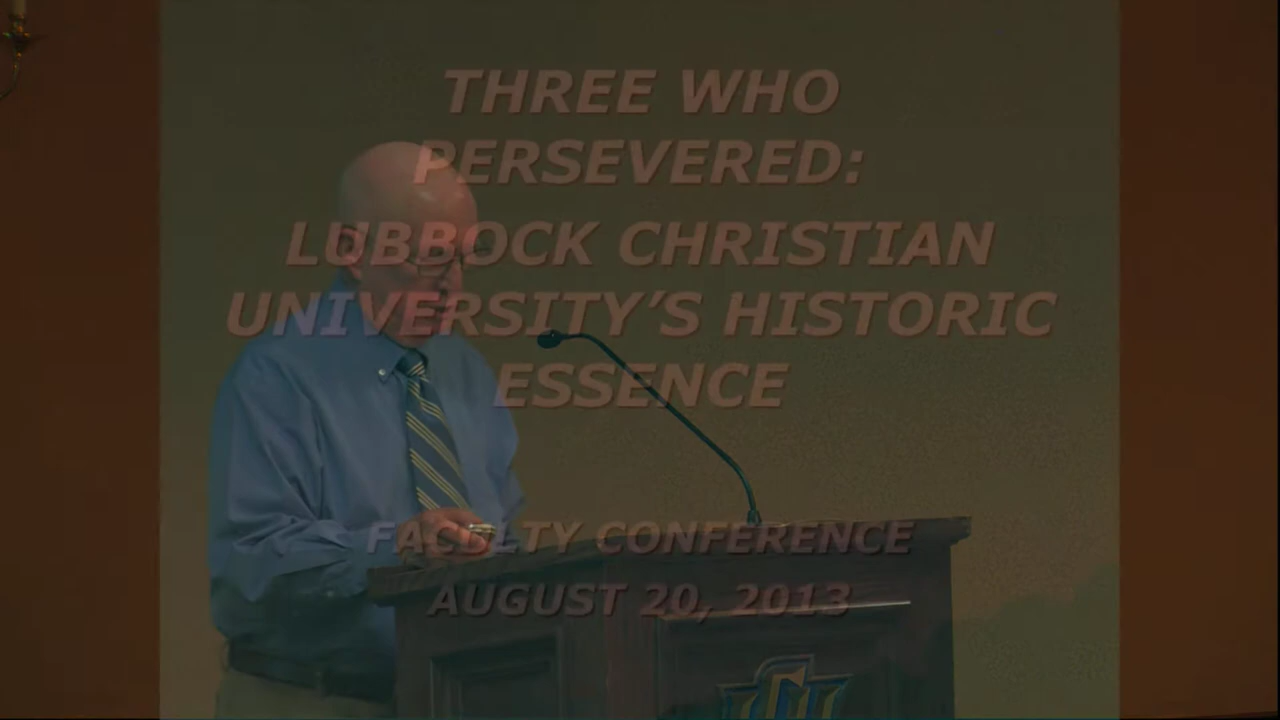 THREE WHO
PERSEVERED:
LUBBOCK CHRISTIAN
UNIVERSITY'S HISTORIC
ESSENCE
FACULTY CONFERENCE
AUGUST 20, 2013